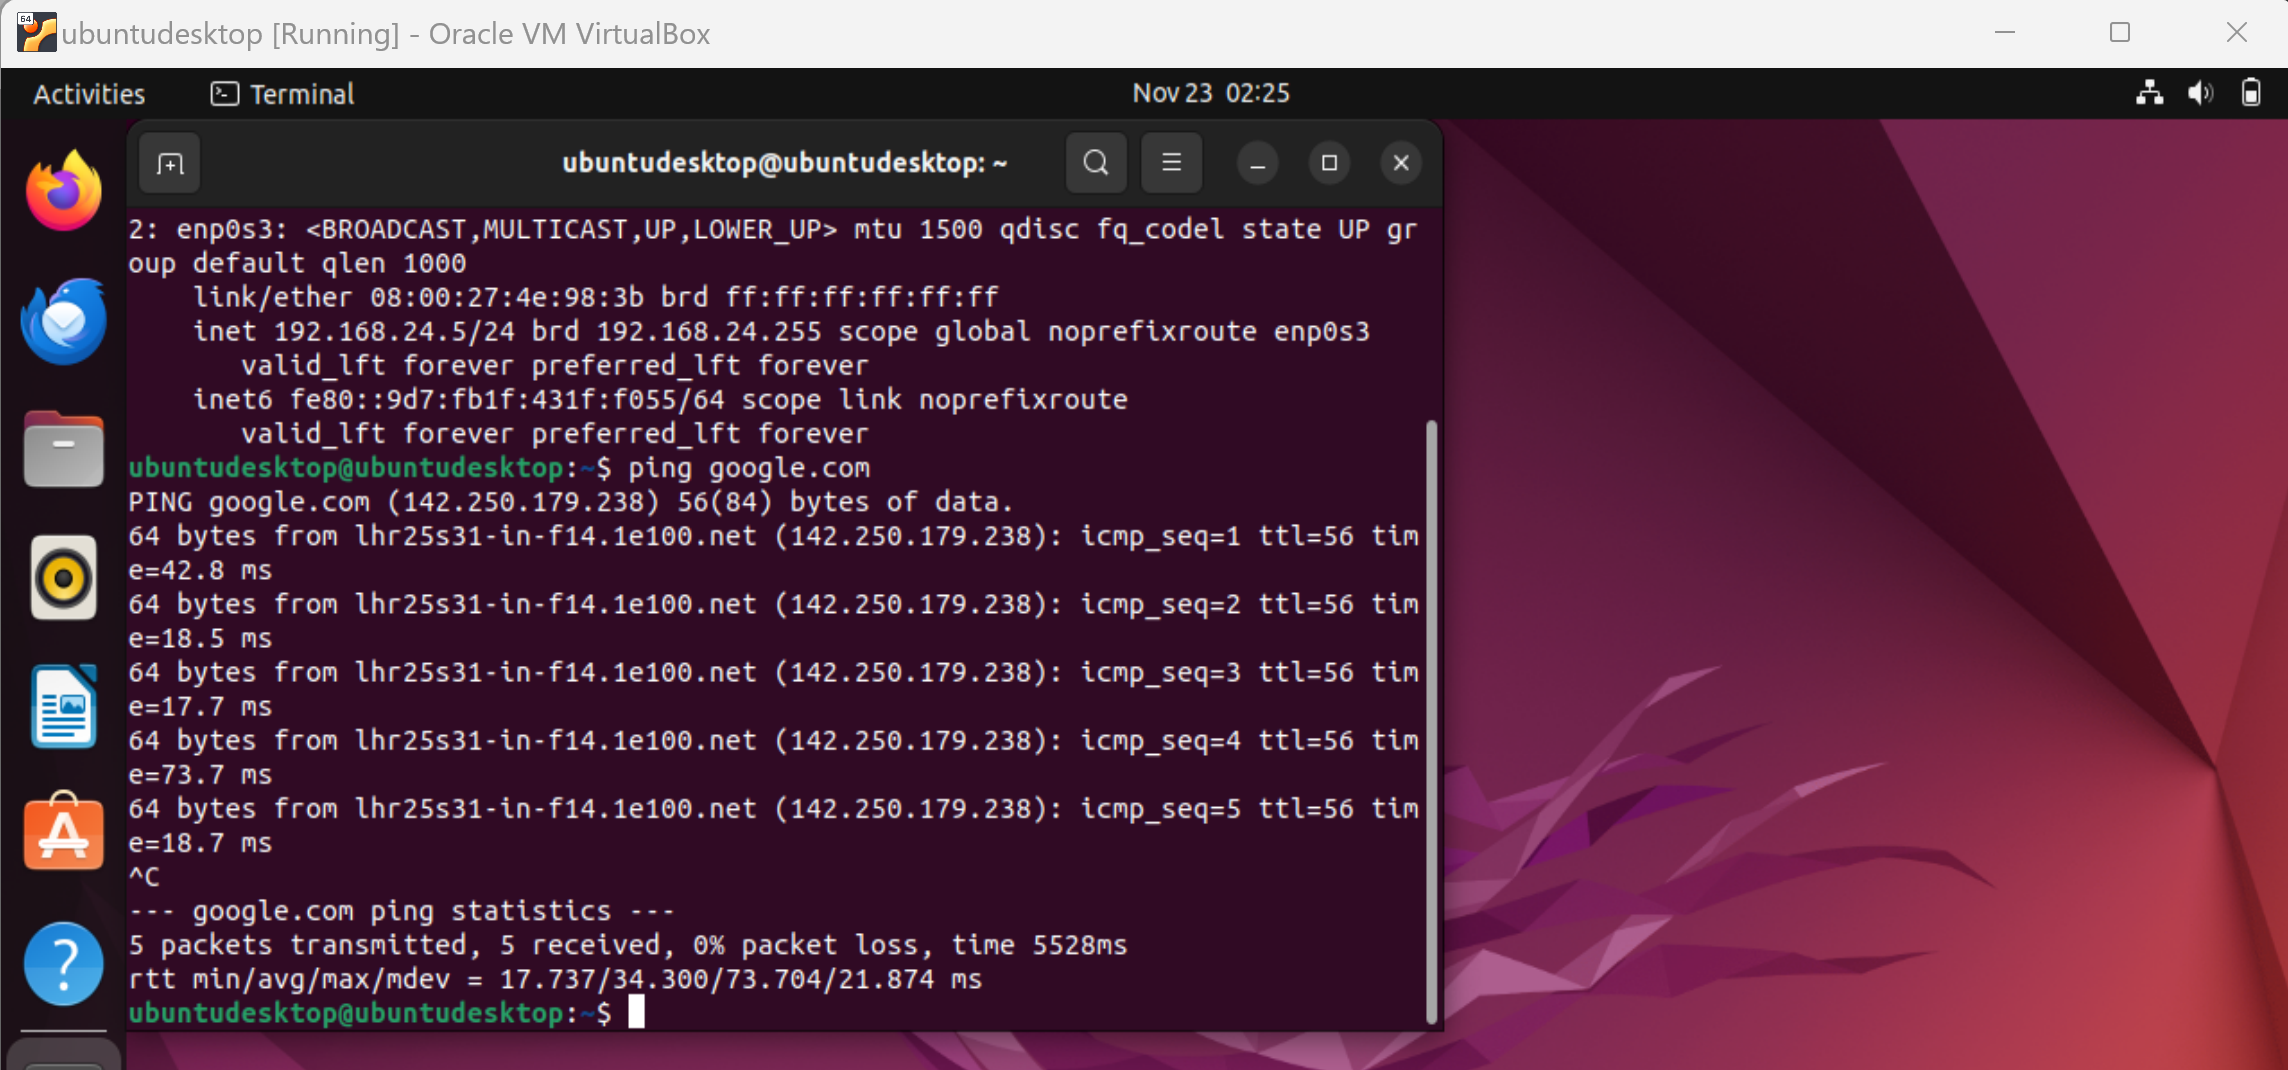 64
ubuntudesktop [Running] - Oracle VM VirtualBox
Activities
Terminal
Nov 23 02:25
ubuntudesktop@ubuntudesktop: ~
2: enp0s3: <BROADCAST,MULTICAST,UP,LOWER_UP> mtu 1500 qdisc fq_codel state UP gr
oup default qlen 1000
link/ether 08:00:27:4e:98:3b brd ff:ff:ff:ff:ff:ff
inet 192.168.24.5/24 brd 192.168.24.255 scope global noprefixroute enp0s3
valid_lft forever preferred_lft forever
inet6 fe80::9d7:fb1f:431f:f055/64 scope link noprefixroute
valid_lft forever preferred_lft forever
ubuntudesktop@ubuntudesktop:~$ ping google.com
PING google.com (142.250.179.238) 56(84) bytes of data.
64 bytes from lhr25s31-in-f14.1e100.net (142.250.179.238): icmp_seq=1 ttl=56 tim
e=42.8 ms
64 bytes from lhr25s31-in-f14.1e100.net (142.250.179.238): icmp_seq=2 ttl=56 tim
e=18.5 ms
64 bytes from lhr25s31-in-f14.1e100.net (142.250.179.238): icmp_seq=3 ttl=56 tim
e=17.7 ms
64 bytes from lhr25s31-in-f14.1e100.net (142.250.179.238): icmp_seq=4 ttl=56 tim
e=73.7 ms
64 bytes from lhr25s31-in-f14.1e100.net (142.250.179.238): icmp_seq=5 ttl=56 tim
e=18.7 ms
^C
--- google.com ping statistics ---
5 packets transmitted, 5 received, 0% packet loss, time 5528ms
rtt min/avg/max/mdev = 17.737/34.300/73.704/21.874 ms
ubuntudesktop@ubuntudesktop:~$